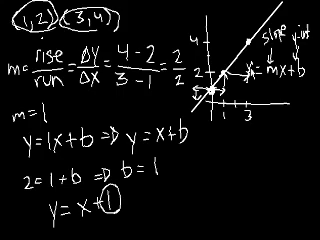 (1,2) (3,4)
m = rise/run = ΔY/ΔX = 4-2/3-1 = 2/2
m = 1
y = 1x + b ⇒ y = x + b
2 = 1 + b ⇒ b = 1
y = x + 1
4
2
1 3
slope y-int
y = mx + b